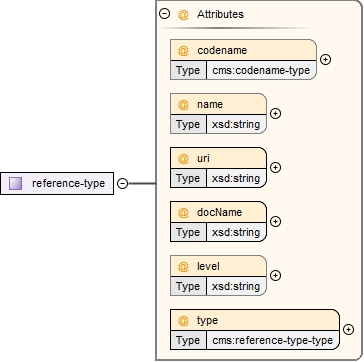 Attributes
@ codename
Type cms:codename-type
@ name
Type xsd:string
@ uri
Type xsd:string
reference-type
@ docName
Type xsd:string
@ level
Type xsd:string
@ type
Type cms:reference-type-type